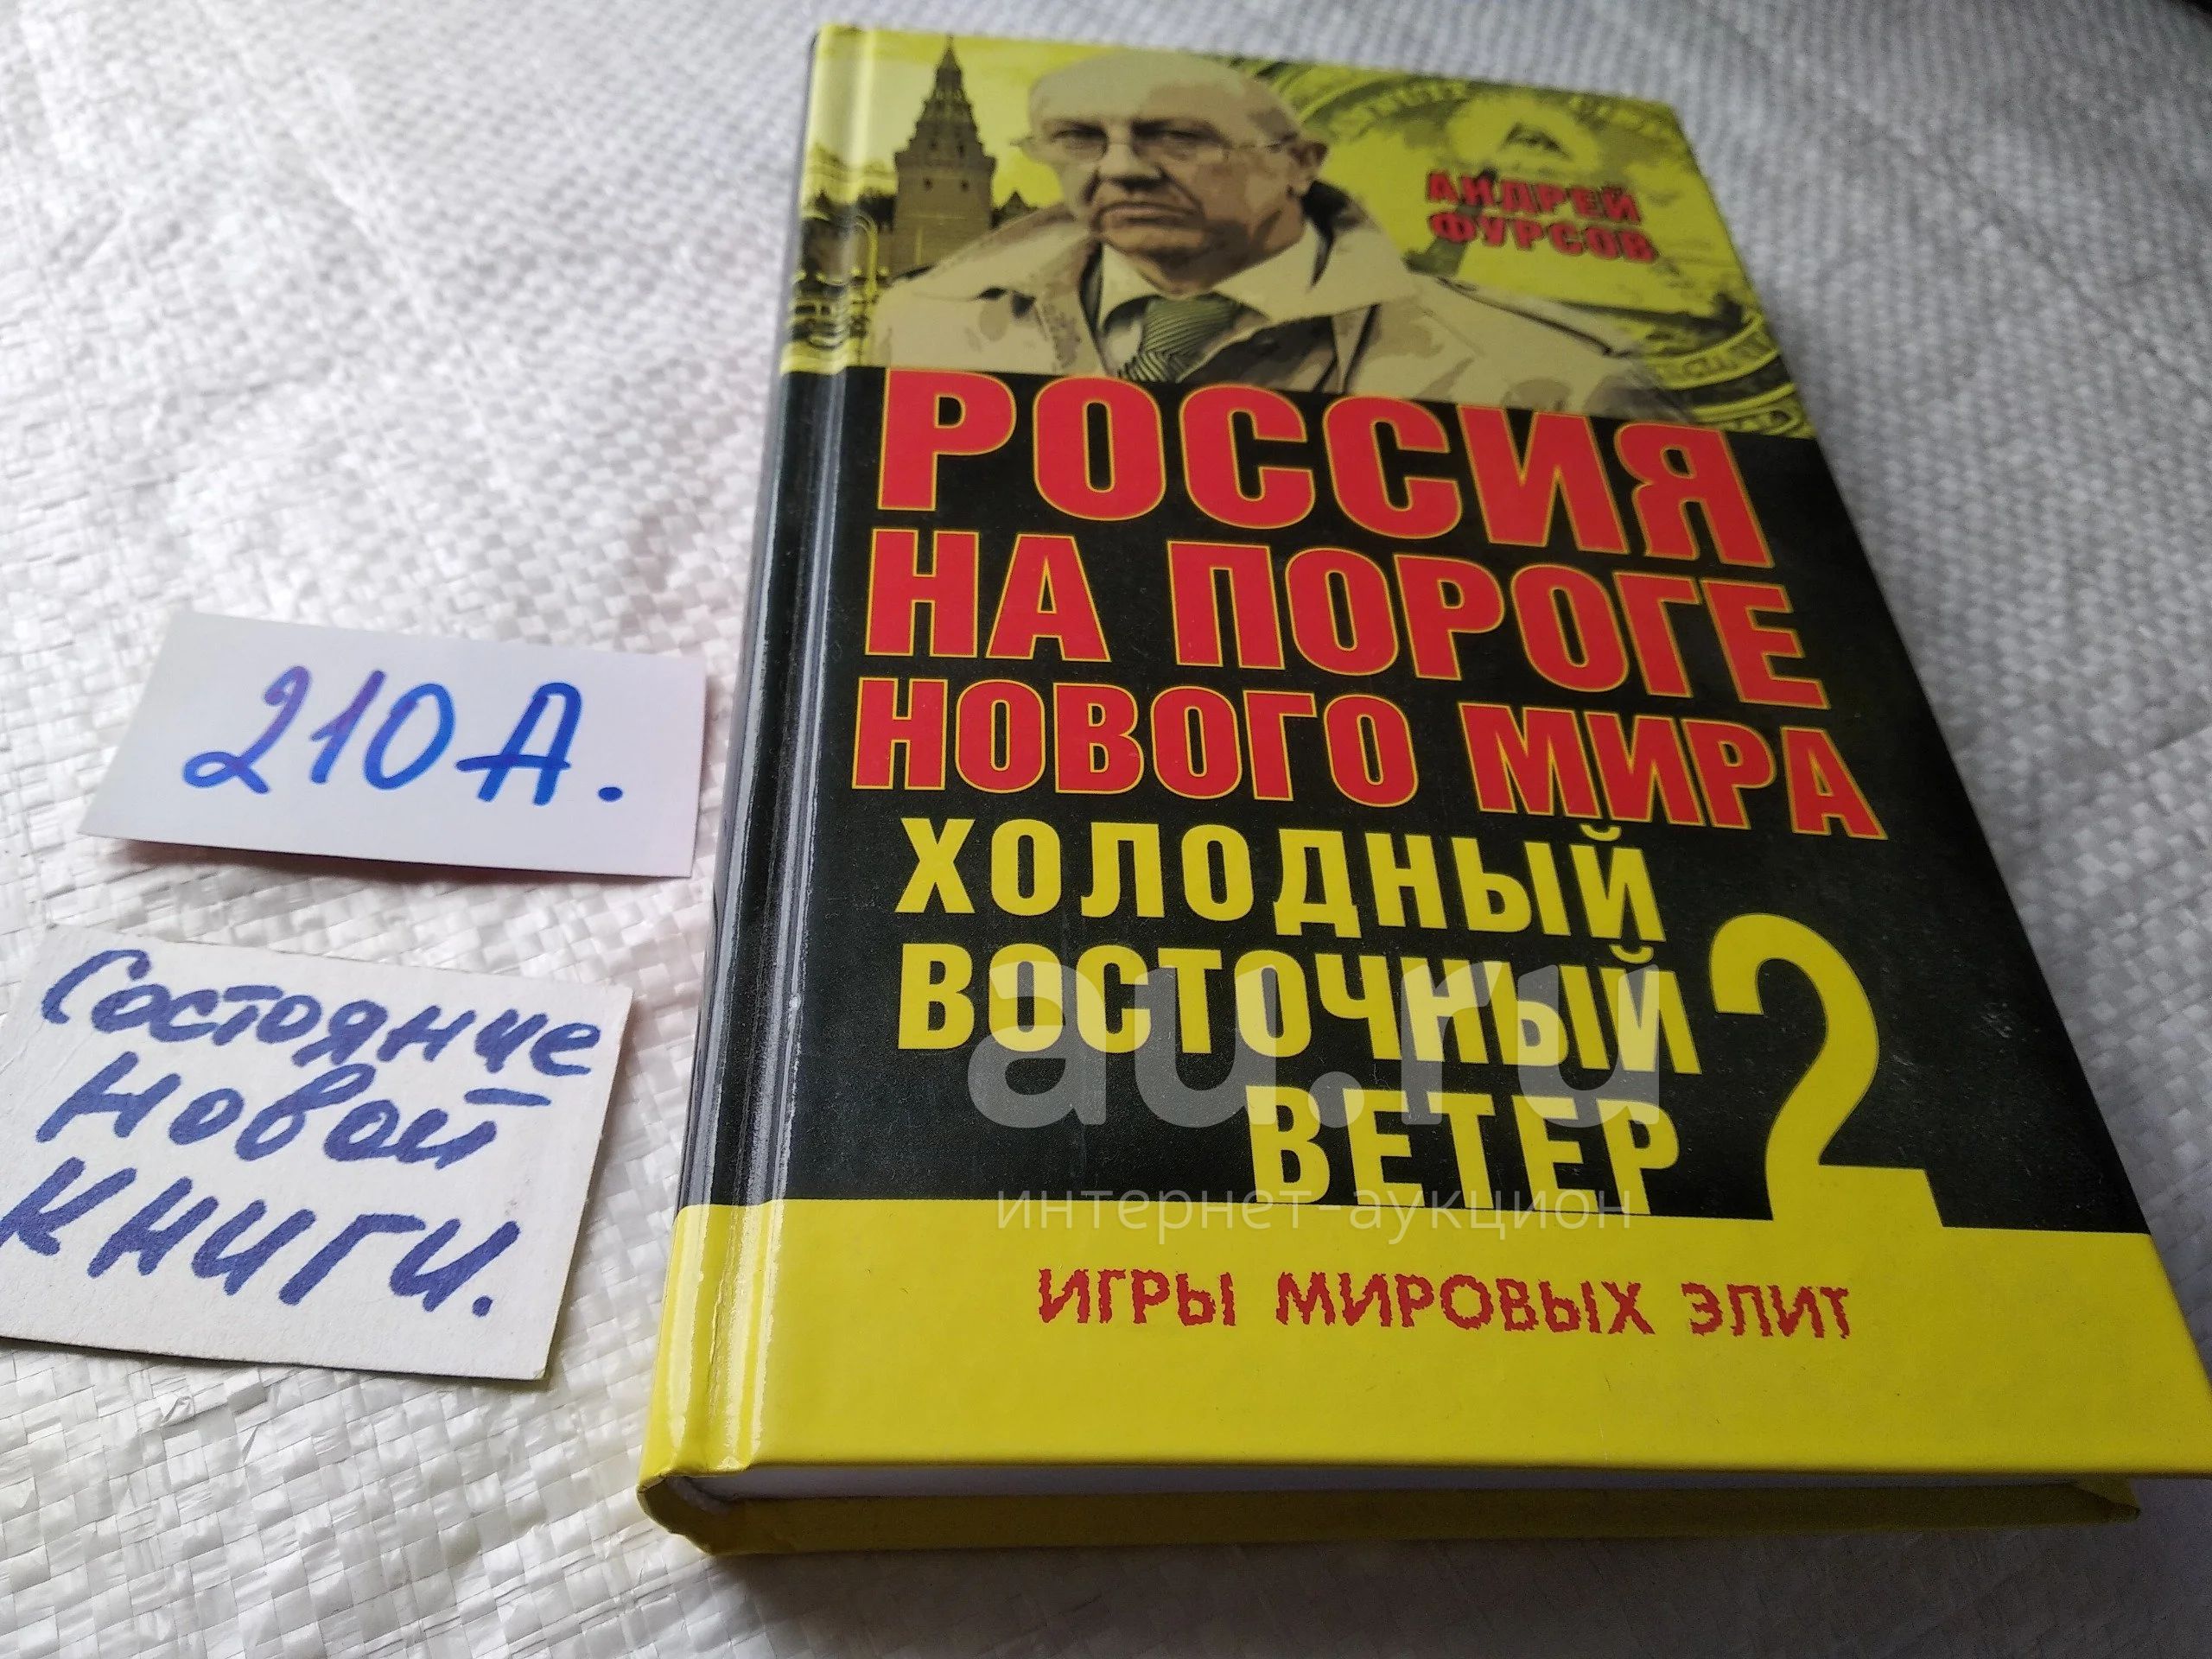 АНДРЕЙ
ФУРСОВ
РОССИЯ
НА ПОРОГЕ
НОВОГО МИРА
ХОЛОДНЫЙ
ВОСТОЧНЫЙ
ВЕТЕР 2
ИГРЫ МИРОВЫХ ЭЛИТ
210А.
Состояние
новой
книги.
au.ru
интернет-аукцион